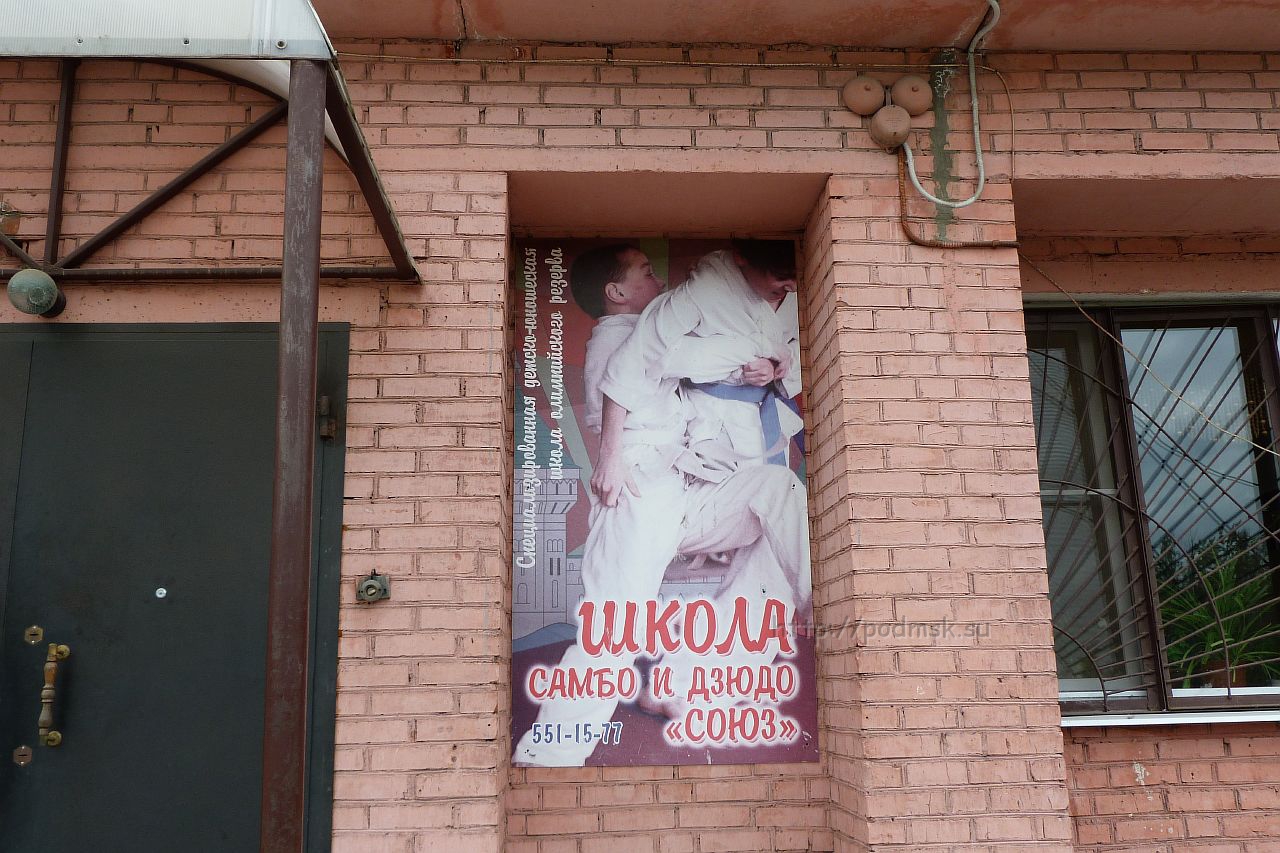 Специализированная детско-юношеская
школа олимпийского резерва
ШКОЛА
САМБО И ДЗЮДО
«СОЮЗ»
551-15-77
http://podmsk.su